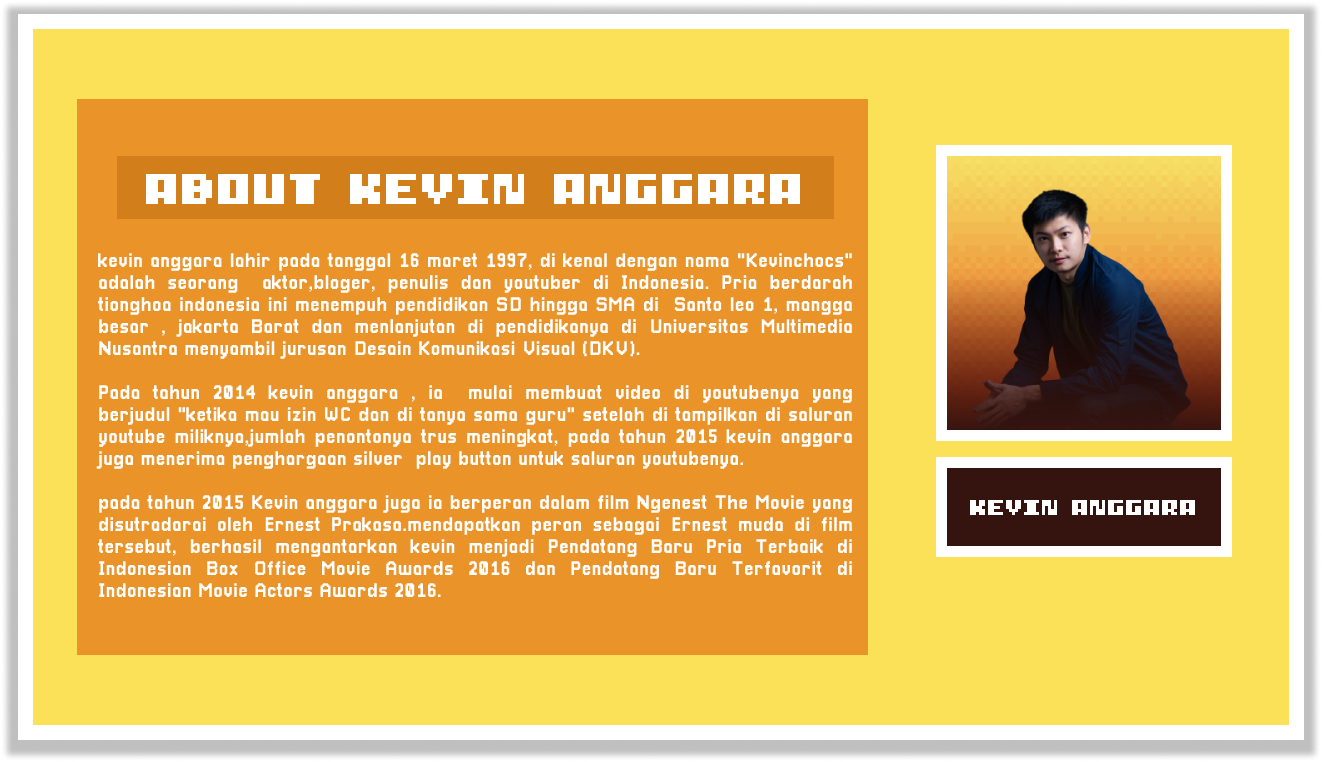 ABOUT KEVIN ANGGARA
kevin anggara lahir pada tanggal 16 maret 1997, di kenal dengan nama "Kevinchocs"
adalah seorang aktor,bloger, penulis dan youtuber di Indonesia. Pria berdarah
tionghoa indonesia ini menempuh pendidikan SD hingga SMA di Santo leo 1, mangga
besar , jakarta Barat dan menlanjutan di pendidikanya di Universitas Multimedia
Nusantra menyambil jurusan Desain Komunikasi Visual (DKV).
Pada tahun 2014 kevin anggara , ia mulai membuat video di youtubenya yang
berjudul "ketika mau izin WC dan di tanya sama guru" setelah di tampilkan di saluran
youtube miliknya,jumlah penontonya trus meningkat, pada tahun 2015 kevin anggara
juga menerima penghargaan silver play button untuk saluran youtubenya.
pada tahun 2015 Kevin anggara juga ia berperan dalam film Ngenest The Movie yang
disutradarai oleh Ernest Prakasa.mendapatkan peran sebagai Ernest muda di film
tersebut, berhasil mengantarkan kevin menjadi Pendatang Baru Pria Terbaik di
Indonesian Box Office Movie Awards 2016 dan Pendatang Baru Terfavorit di
Indonesian Movie Actors Awards 2016.
KEVIN ANGGARA